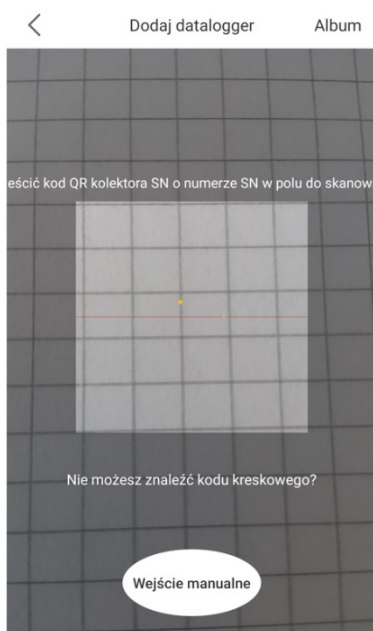 Dodaj datalogger Album
eścić kod QR kolektora SN o numerze SN w polu do skanow
Nie możesz znaleźć kodu kreskowego?
Wejście manualne